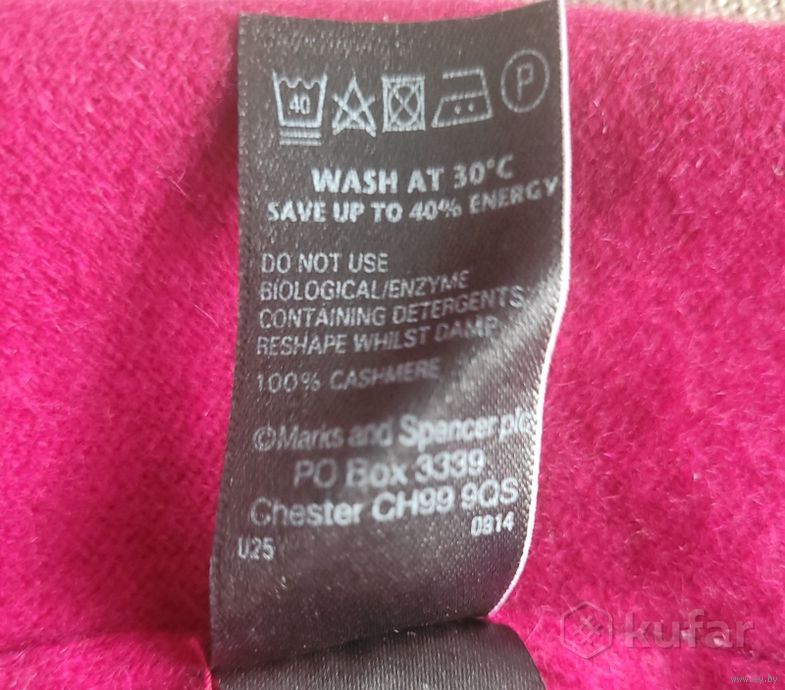 40
P
WASH AT 30°C
SAVE UP TO 40% ENERGY
DO NOT USE
BIOLOGICAL/ENZYME
CONTAINING DETERGENTS
RESHAPE WHILST DAMP
100% CASHMERE
©Marks and Spencer plc
PO Box 3339
Chester CH99 9QS
U25 0814
kufar